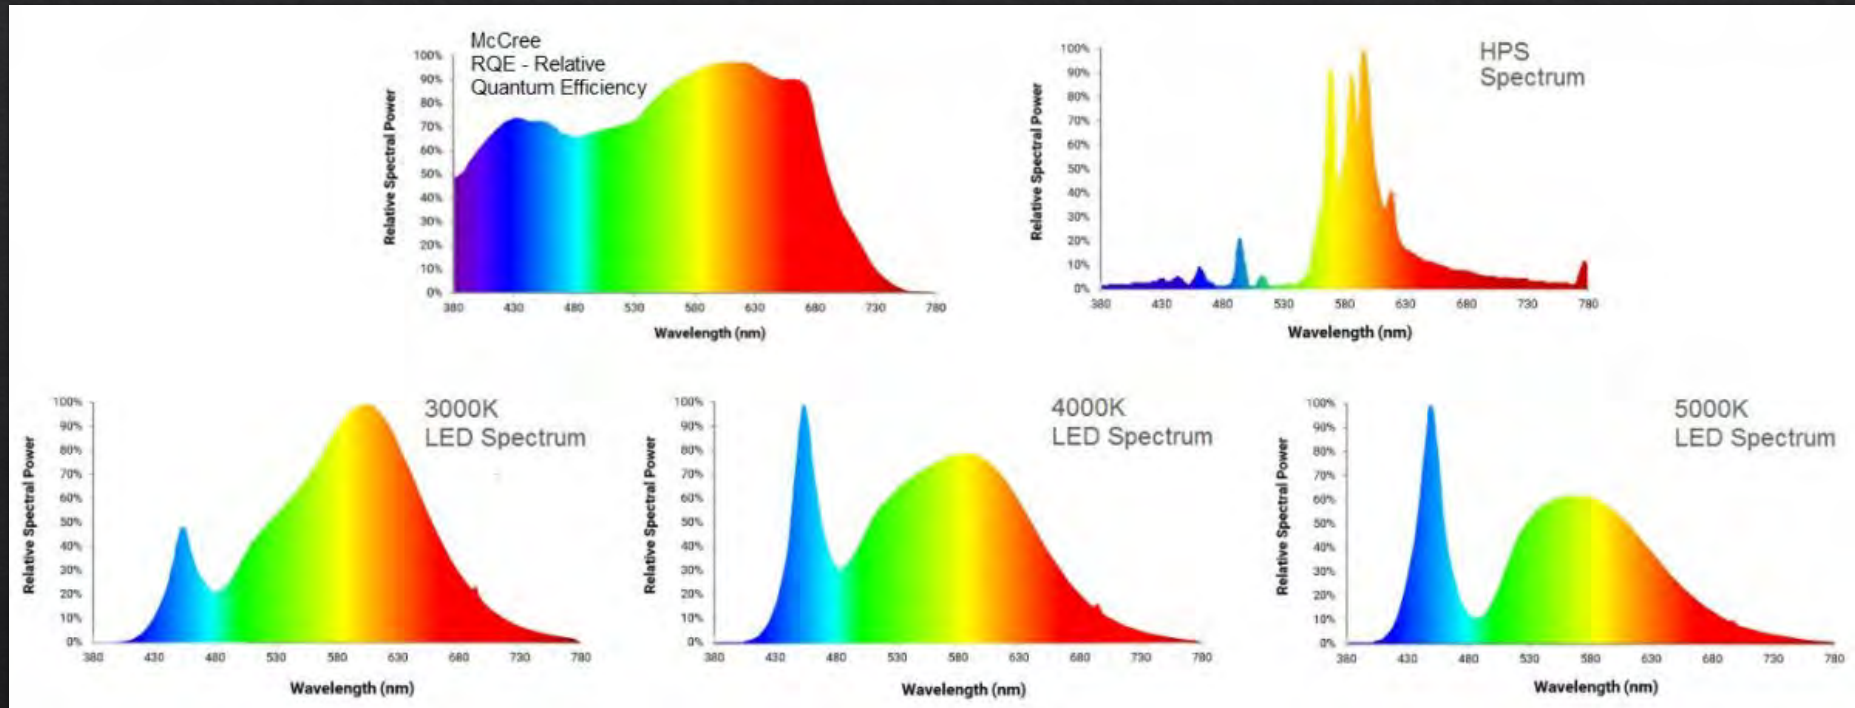 McCree
RQE - Relative
Quantum Efficiency
Relative Spectral Power
100%
90%
80%
70%
60%
50%
40%
30%
20%
10%
0%
380 430 480 530 580 630 680 730 780
Wavelength (nm)
HPS
Spectrum
Relative Spectral Power
100%
90%
80%
70%
60%
50%
40%
30%
20%
10%
0%
380 430 480 530 580 630 680 730 780
Wavelength (nm)
3000K
LED Spectrum
Relative Spectral Power
100%
90%
80%
70%
60%
50%
40%
30%
20%
10%
0%
380 430 480 530 580 630 680 730 780
Wavelength (nm)
4000K
LED Spectrum
Relative Spectral Power
100%
90%
80%
70%
60%
50%
40%
30%
20%
10%
0%
380 430 480 530 580 630 680 730 780
Wavelength (nm)
5000K
LED Spectrum
Relative Spectral Power
100%
90%
80%
70%
60%
50%
40%
30%
20%
10%
0%
380 430 480 530 580 630 680 730 780
Wavelength (nm)